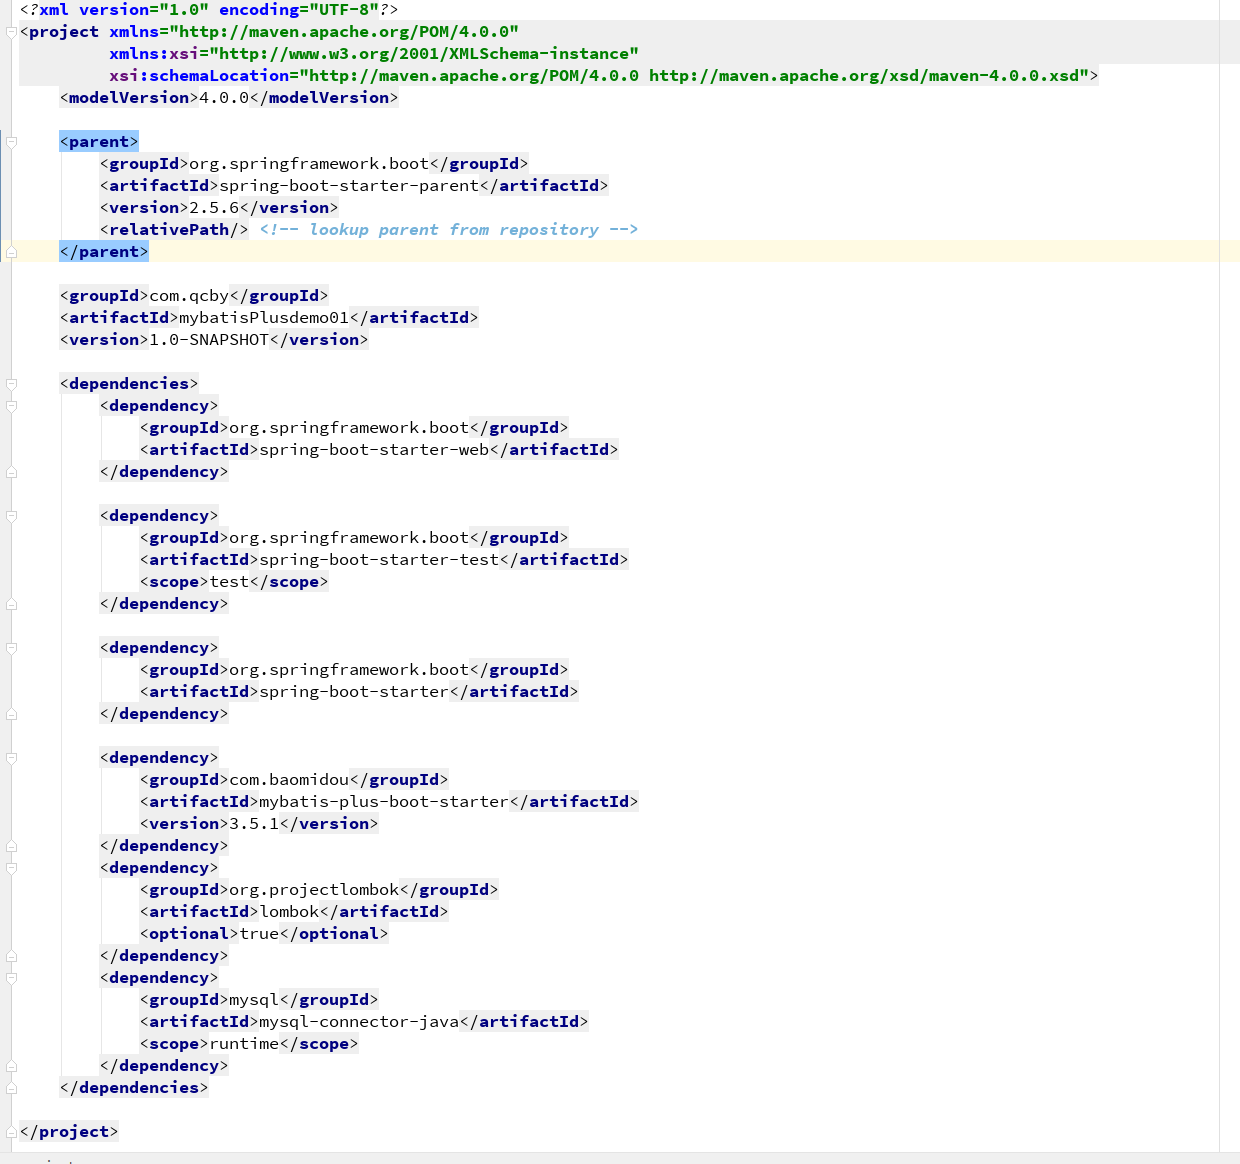 <?xml version="1.0" encoding="UTF-8"?>
<project xmlns="http://maven.apache.org/POM/4.0.0"
         xmlns:xsi="http://www.w3.org/2001/XMLSchema-instance"
         xsi:schemaLocation="http://maven.apache.org/POM/4.0.0 http://maven.apache.org/xsd/maven-4.0.0.xsd">
    <modelVersion>4.0.0</modelVersion>

    <parent>
        <groupId>org.springframework.boot</groupId>
        <artifactId>spring-boot-starter-parent</artifactId>
        <version>2.5.6</version>
        <relativePath/> <!-- lookup parent from repository -->
    </parent>

    <groupId>com.qcby</groupId>
    <artifactId>mybatisPlusdemo01</artifactId>
    <version>1.0-SNAPSHOT</version>

    <dependencies>
        <dependency>
            <groupId>org.springframework.boot</groupId>
            <artifactId>spring-boot-starter-web</artifactId>
        </dependency>

        <dependency>
            <groupId>org.springframework.boot</groupId>
            <artifactId>spring-boot-starter-test</artifactId>
            <scope>test</scope>
        </dependency>

        <dependency>
            <groupId>org.springframework.boot</groupId>
            <artifactId>spring-boot-starter</artifactId>
        </dependency>

        <dependency>
            <groupId>com.baomidou</groupId>
            <artifactId>mybatis-plus-boot-starter</artifactId>
            <version>3.5.1</version>
        </dependency>
        <dependency>
            <groupId>org.projectlombok</groupId>
            <artifactId>lombok</artifactId>
            <optional>true</optional>
        </dependency>
        <dependency>
            <groupId>mysql</groupId>
            <artifactId>mysql-connector-java</artifactId>
            <scope>runtime</scope>
        </dependency>
    </dependencies>

</project>